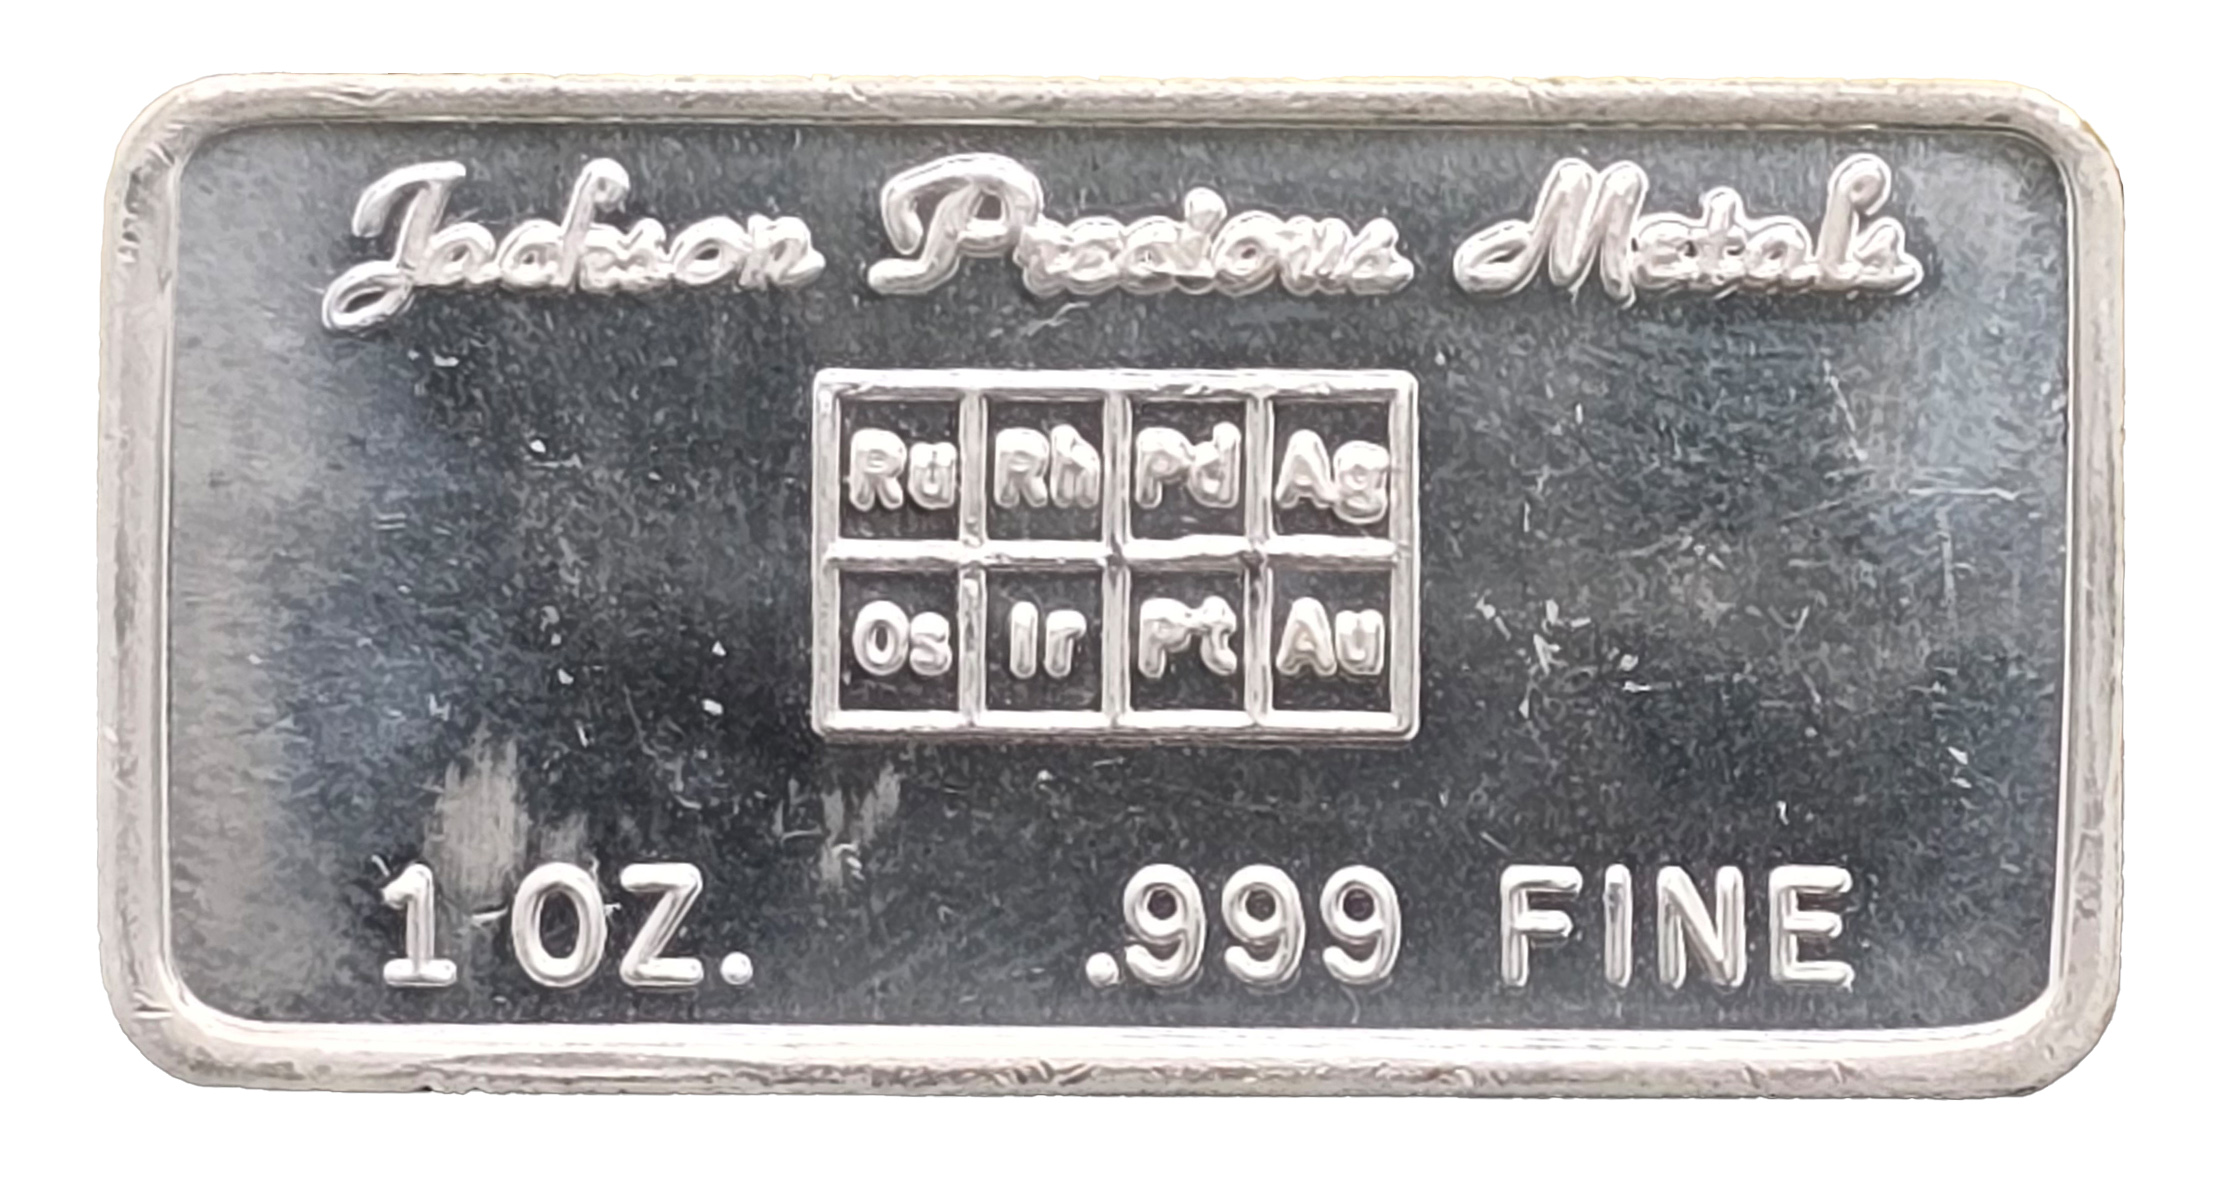 Jackson Precious Metals
Ru Rh Pd Ag
Os Ir Pt Au
1 OZ. .999 FINE